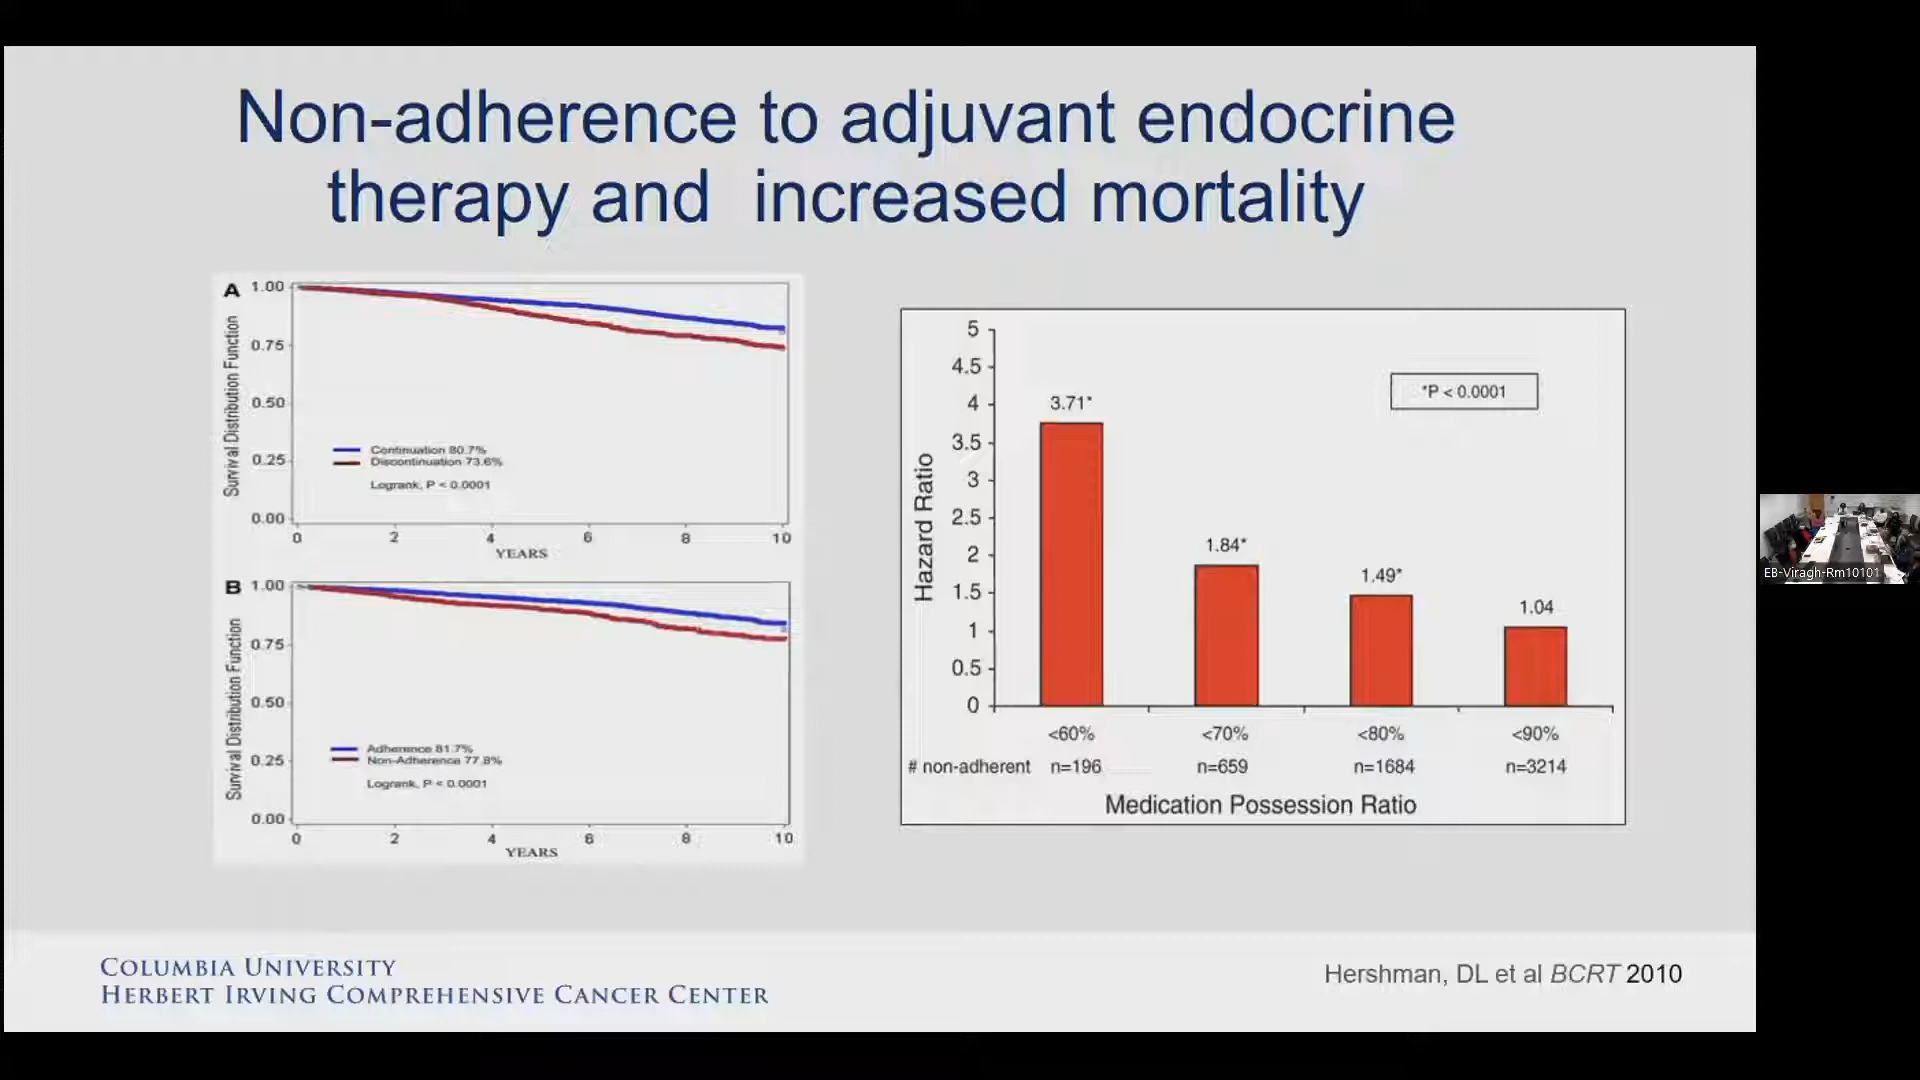 Non-adherence to adjuvant endocrine
therapy and increased mortality
A
Survival Distribution Function
1.00
0.75
0.50
0.25
0.00
Continuation 80.7%
Discontinuation 73.6%
Logrank, P < 0.0001
0 2 4 6 8 10
YEARS
B
Survival Distribution Function
1.00
0.75
0.50
0.25
0.00
Adherence 81.7%
Non-Adherence 77.8%
Logrank, P < 0.0001
0 2 4 6 8 10
YEARS
Hazard Ratio
5
4.5
4
3.5
3
2.5
2
1.5
1
0.5
0
*P < 0.0001
3.71*
1.84*
1.49*
1.04
<60% <70% <80% <90%
# non-adherent n=196 n=659 n=1684 n=3214
Medication Possession Ratio
EB-Viragh-Rm10101
COLUMBIA UNIVERSITY
HERBERT IRVING COMPREHENSIVE CANCER CENTER
Hershman, DL et al BCRT 2010